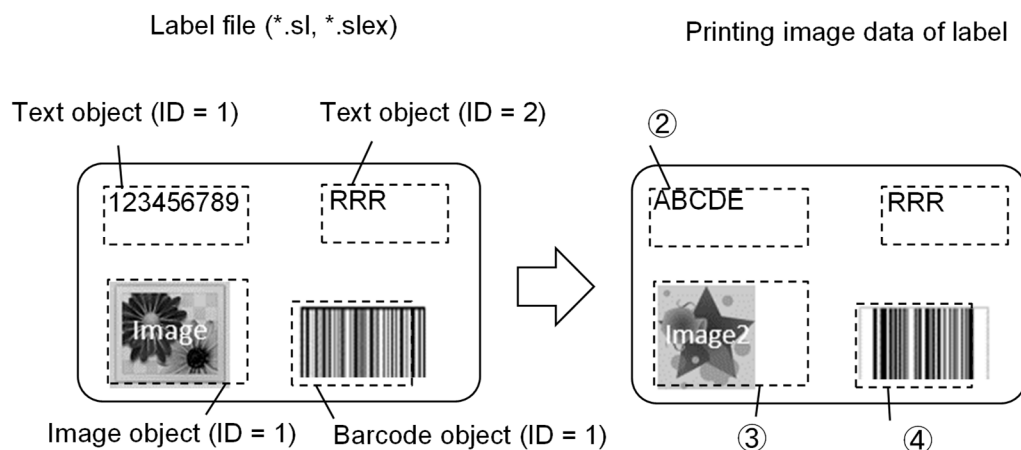 Label file (*.sl, *.slex)
Printing image data of label
Text object (ID = 1)
Text object (ID = 2)
②
123456789
RRR
ABCDE
RRR
Image
Image2
Image object (ID = 1)
Barcode object (ID = 1)
③
④